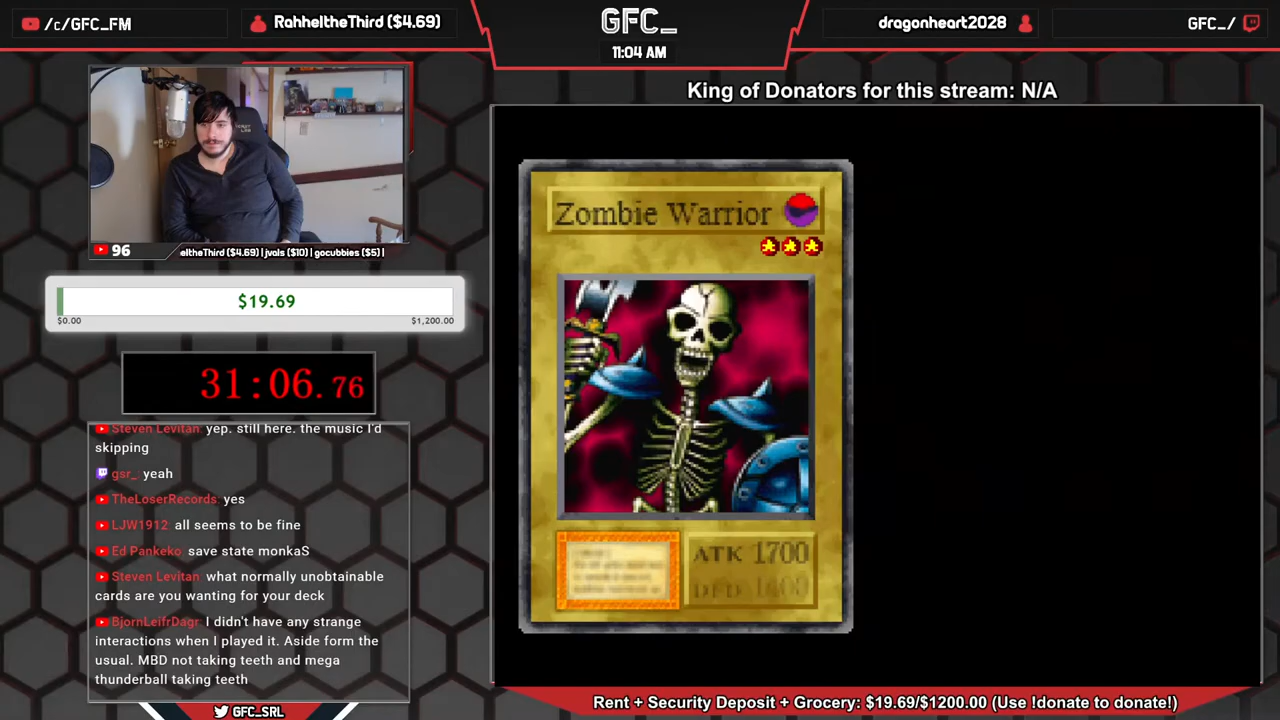 /c/GFC_FM
RahheltheThird ($4.69)
GFC_
11:04 AM
dragonheart2028
GFC_/
King of Donators for this stream: N/A
96
eltheThird ($4.69) | jvals ($10) | gocubbies ($5) |
$19.69
$0.00
$1,200.00
31:06.76
Steven Levitan: yep. still here. the music I'd
skipping
gsr_: yeah
TheLoserRecords: yes
LJW1912: all seems to be fine
Ed Pankeko: save state monkaS
Steven Levitan: what normally unobtainable
cards are you wanting for your deck
BjornLeifrDagr: I didn't have any strange
interactions when I played it. Aside form the
usual. MBD not taking teeth and mega
thunderball taking teeth
GFC_SRL
Zombie Warrior
ATK 1700
Rent + Security Deposit + Grocery: $19.69/$1200.00 (Use !donate to donate!)